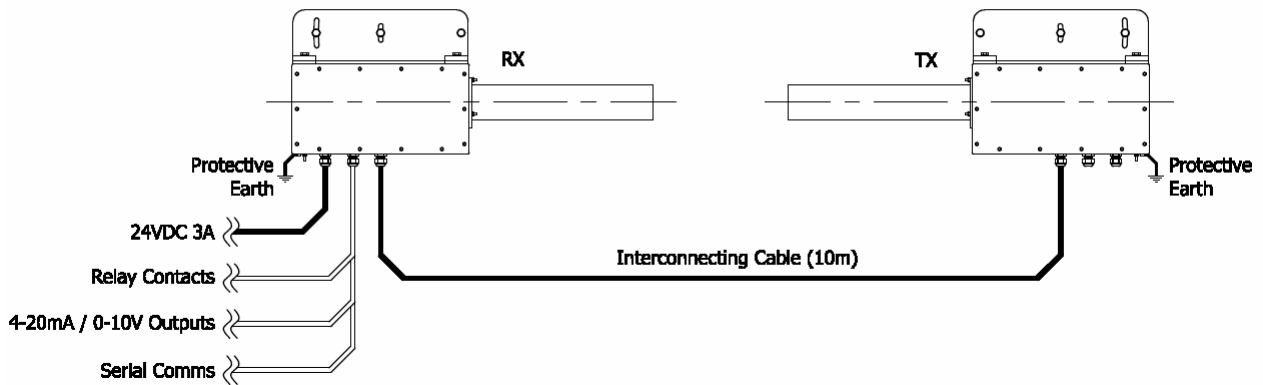 RX
TX
Protective
Earth
Protective
Earth
24VDC 3A
Interconnecting Cable (10m)
Relay Contacts
4-20mA / 0-10V Outputs
Serial Comms